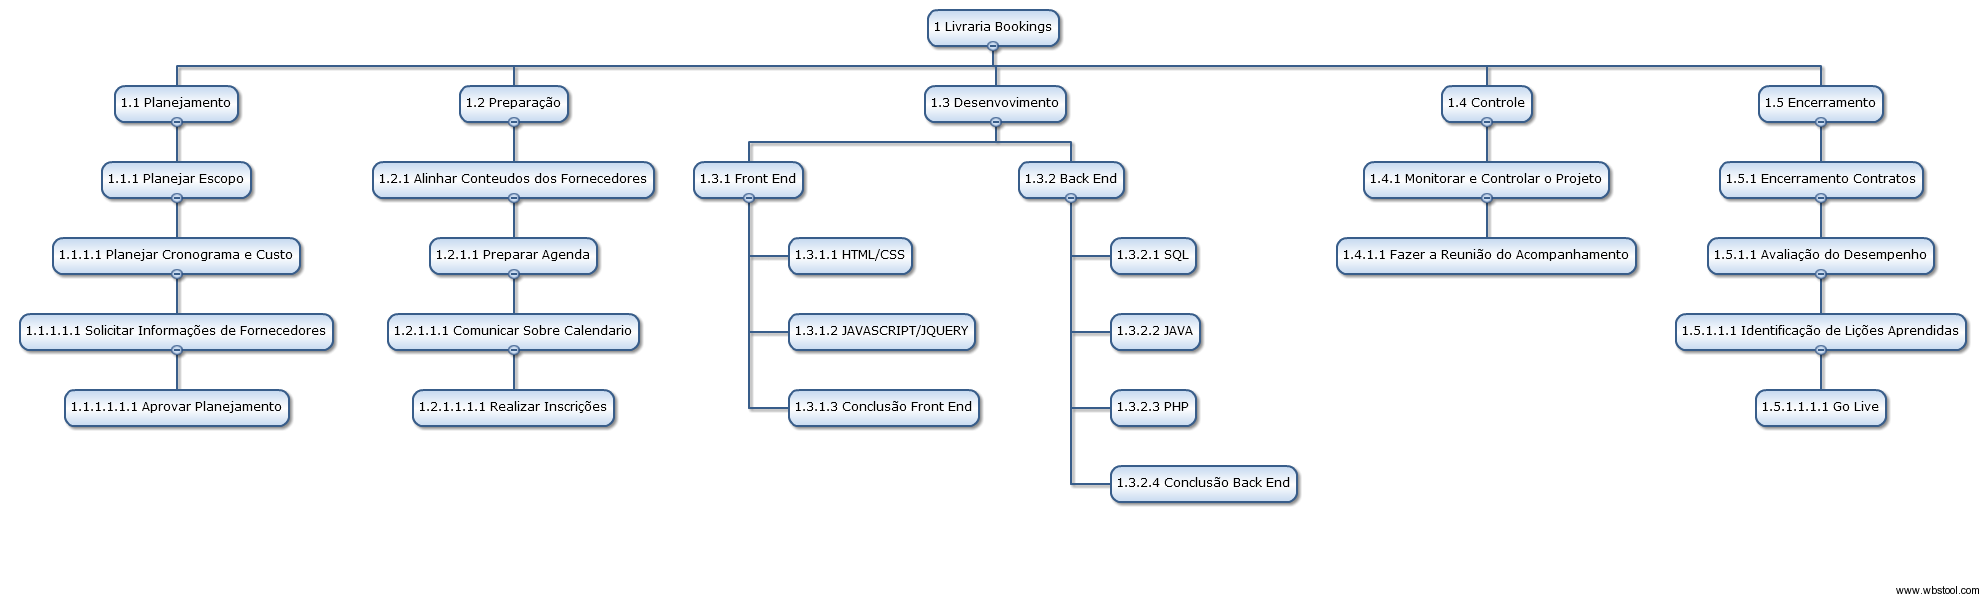 1 Livraria Bookings
1.1 Planejamento
1.2 Preparação
1.3 Desenvovimento
1.4 Controle
1.5 Encerramento
1.1.1 Planejar Escopo
1.2.1 Alinhar Conteudos dos Fornecedores
1.3.1 Front End
1.3.2 Back End
1.4.1 Monitorar e Controlar o Projeto
1.5.1 Encerramento Contratos
1.1.1.1 Planejar Cronograma e Custo
1.2.1.1 Preparar Agenda
1.3.1.1 HTML/CSS
1.3.2.1 SQL
1.4.1.1 Fazer a Reunião do Acompanhamento
1.5.1.1 Avaliação do Desempenho
1.1.1.1.1 Solicitar Informações de Fornecedores
1.2.1.1.1 Comunicar Sobre Calendario
1.3.1.2 JAVASCRIPT/JQUERY
1.3.2.2 JAVA
1.5.1.1.1 Identificação de Lições Aprendidas
1.1.1.1.1.1 Aprovar Planejamento
1.2.1.1.1.1 Realizar Inscrições
1.3.1.3 Conclusão Front End
1.3.2.3 PHP
1.5.1.1.1.1 Go Live
1.3.2.4 Conclusão Back End
www.wbstool.com